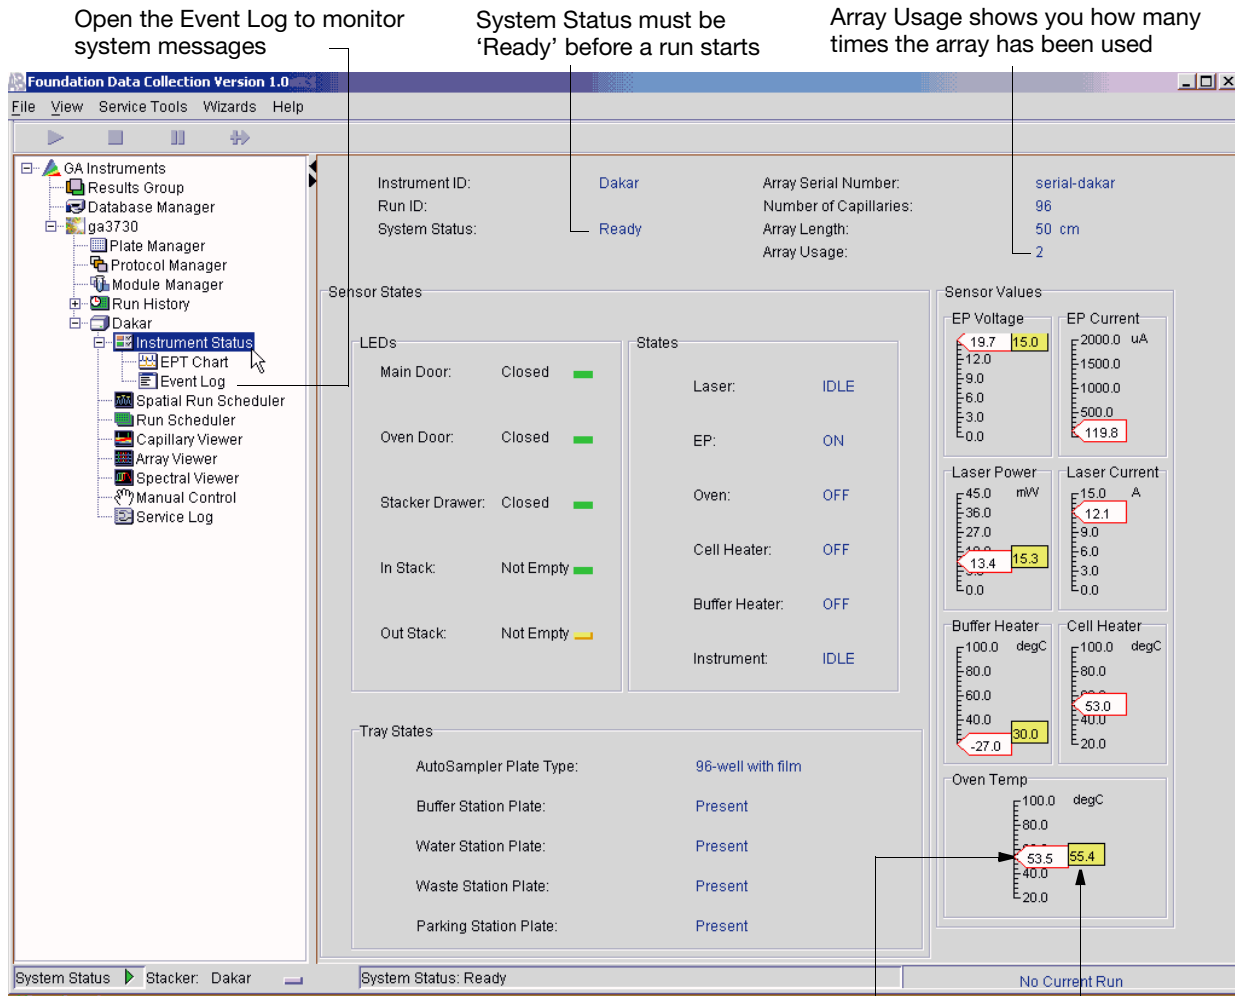 Open the Event Log to monitor
system messages
System Status must be
‘Ready’ before a run starts
Array Usage shows you how many
times the array has been used
Foundation Data Collection Version 1.0
File View Service Tools Wizards Help
GA Instruments
Results Group
Database Manager
ga3730
Plate Manager
Protocol Manager
Module Manager
Run History
Dakar
Instrument Status
EPT Chart
Event Log
Spatial Run Scheduler
Run Scheduler
Capillary Viewer
Array Viewer
Spectral Viewer
Manual Control
Service Log
Instrument ID: Dakar
Run ID:
System Status: Ready
Array Serial Number: serial-dakar
Number of Capillaries: 96
Array Length: 50 cm
Array Usage: 2
Sensor States
LEDs
Main Door: Closed
Oven Door: Closed
Stacker Drawer: Closed
In Stack: Not Empty
Out Stack: Not Empty
States
Laser: IDLE
EP: ON
Oven: OFF
Cell Heater: OFF
Buffer Heater: OFF
Instrument: IDLE
Tray States
AutoSampler Plate Type: 96-well with film
Buffer Station Plate: Present
Water Station Plate: Present
Waste Station Plate: Present
Parking Station Plate: Present
Sensor Values
EP Voltage
19.7 15.0
12.0
9.0
6.0
3.0
0.0
EP Current
2000.0 uA
1500.0
1000.0
500.0
119.8
Laser Power
45.0 mW
36.0
27.0
13.4 15.3
0.0
Laser Current
15.0 A
12.1
9.0
6.0
3.0
0.0
Buffer Heater
100.0 degC
80.0
60.0
40.0
30.0
-27.0
Cell Heater
100.0 degC
80.0
53.0
40.0
20.0
Oven Temp
100.0 degC
80.0
53.5 55.4
40.0
20.0
System Status Stacker: Dakar
System Status: Ready
No Current Run